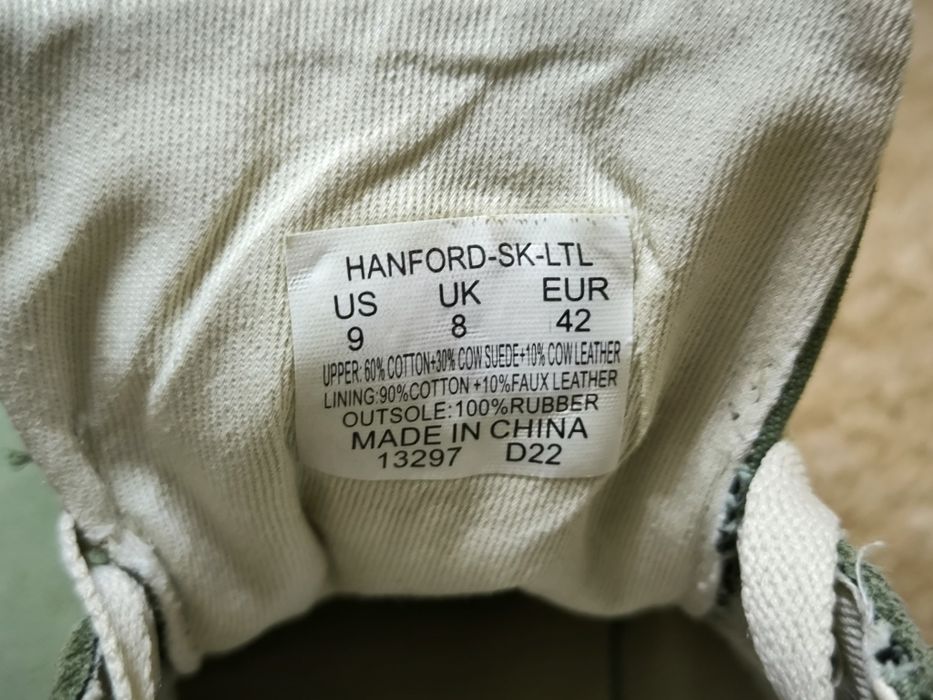 HANFORD-SK-LTL
US UK EUR
9 8 42
UPPER: 60% COTTON+30% COW SUEDE+10% COW LEATHER
LINING:90%COTTON +10%FAUX LEATHER
OUTSOLE:100%RUBBER
MADE IN CHINA
13297 D22